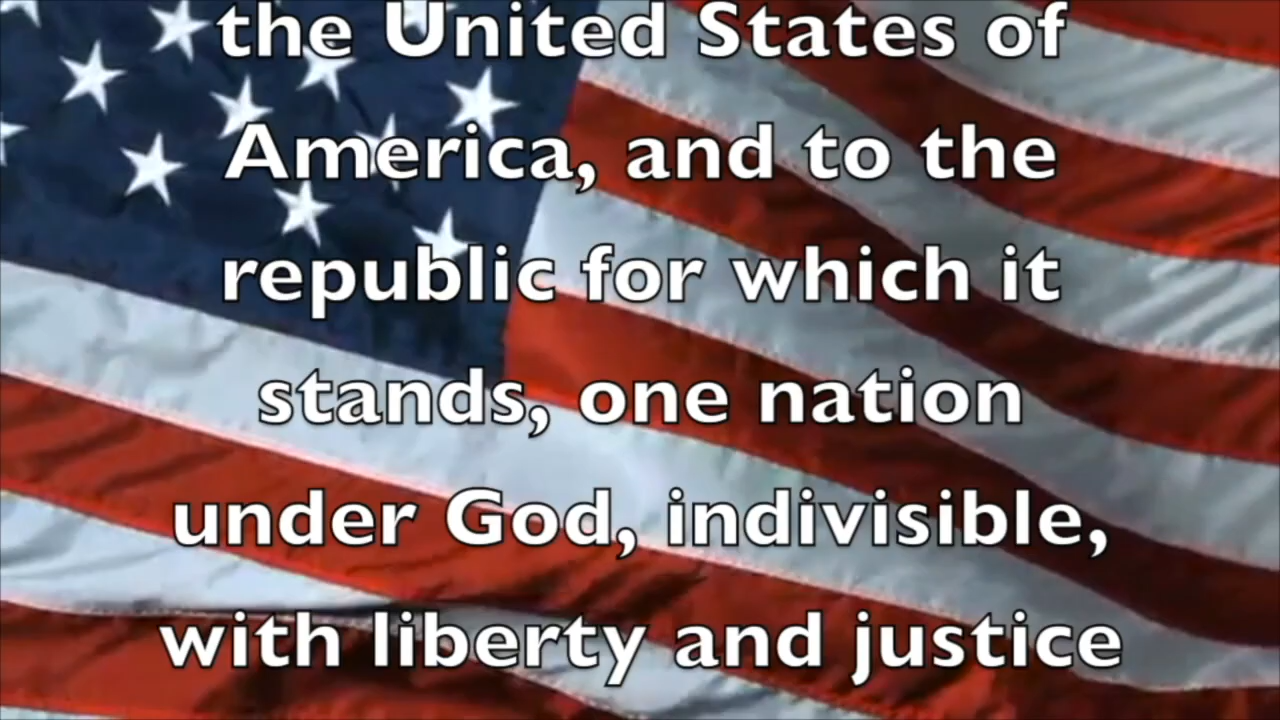 the United States of
America, and to the
republic for which it
stands, one nation
under God, indivisible,
with liberty and justice